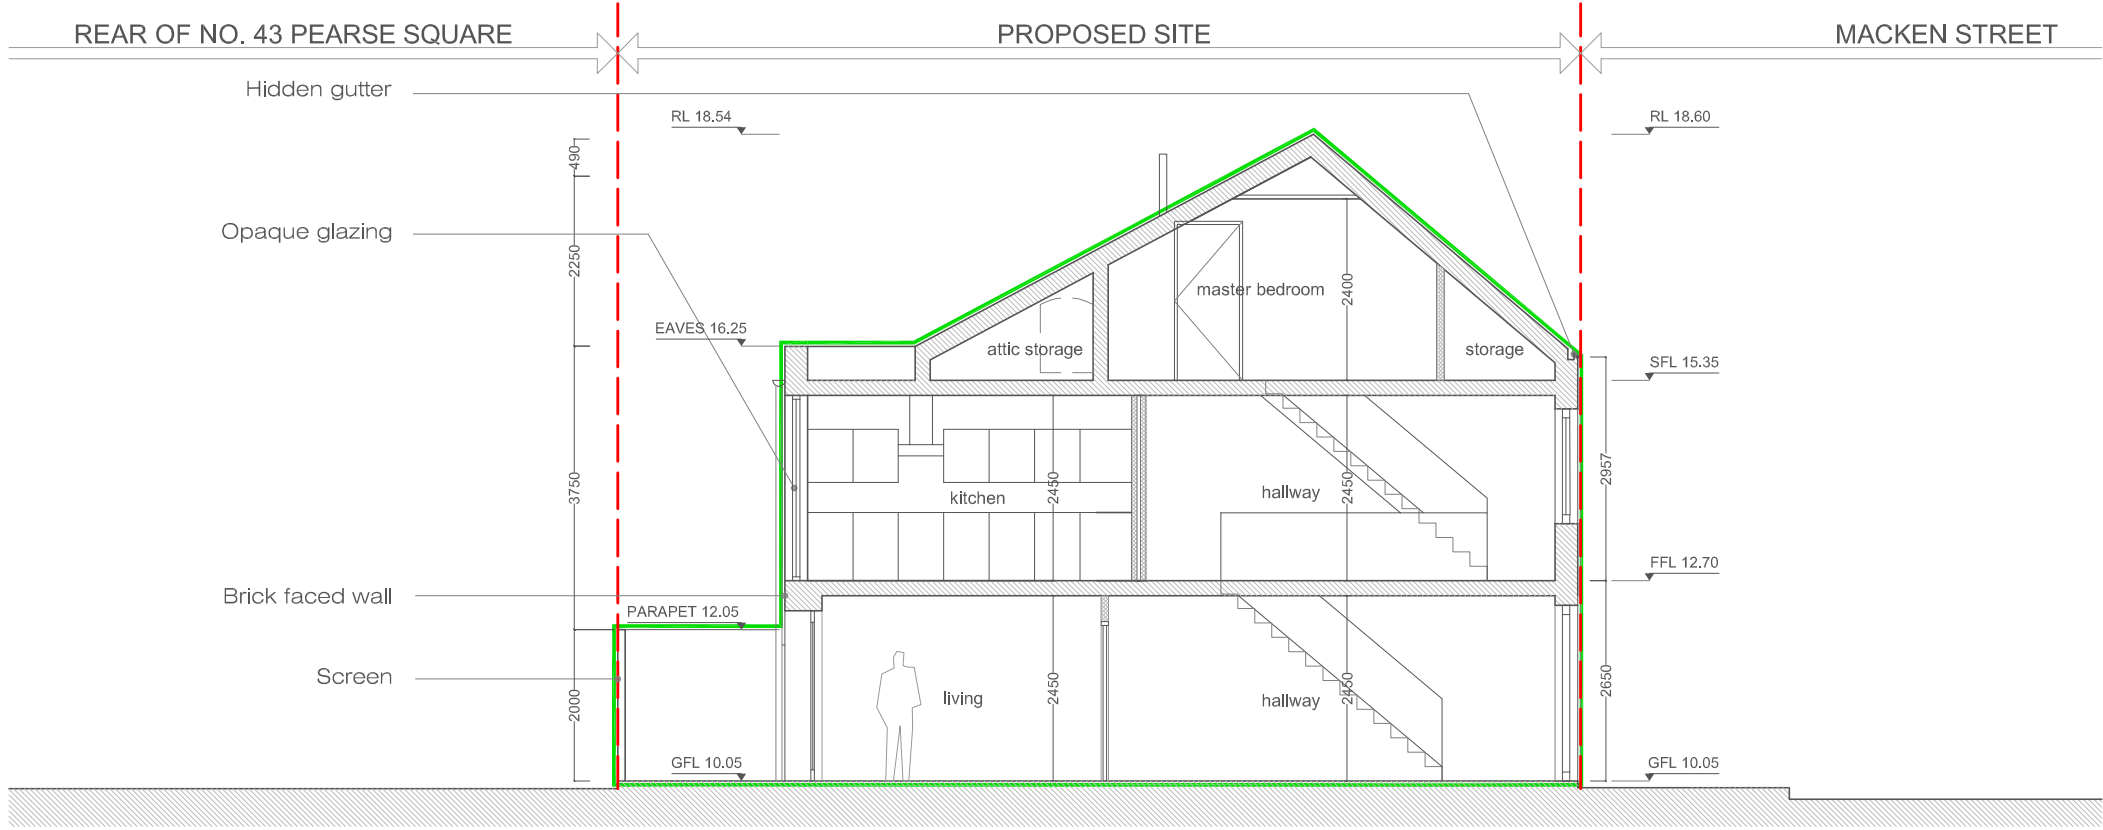 REAR OF NO. 43 PEARSE SQUARE
PROPOSED SITE
MACKEN STREET
Hidden gutter
RL 18.54
RL 18.60
490
Opaque glazing
2250
master bedroom
2400
EAVES 16.25
attic storage
storage
SFL 15.35
3750
kitchen
2450
hallway
2450
2957
Brick faced wall
FFL 12.70
PARAPET 12.05
Screen
2000
living
2450
hallway
2450
2650
GFL 10.05
GFL 10.05